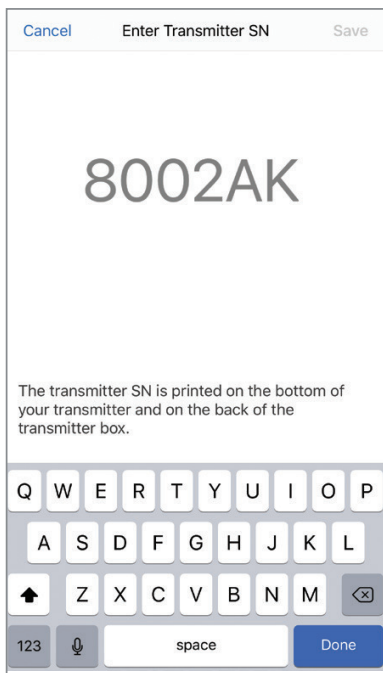 Cancel Enter Transmitter SN Save
8002AK
The transmitter SN is printed on the bottom of
your transmitter and on the back of the
transmitter box.
Q W E R T Y U I O P
A S D F G H J K L
Z X C V B N M
123 space Done